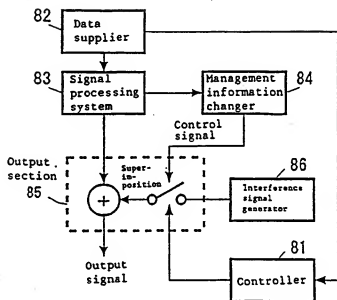 82
Data
supplier
83
Signal
processing
system
Management
information
changer
84
Control
signal
Output
section
85
Super-
im-
position
86
Interference
signal
generator
81
Output
signal
Controller